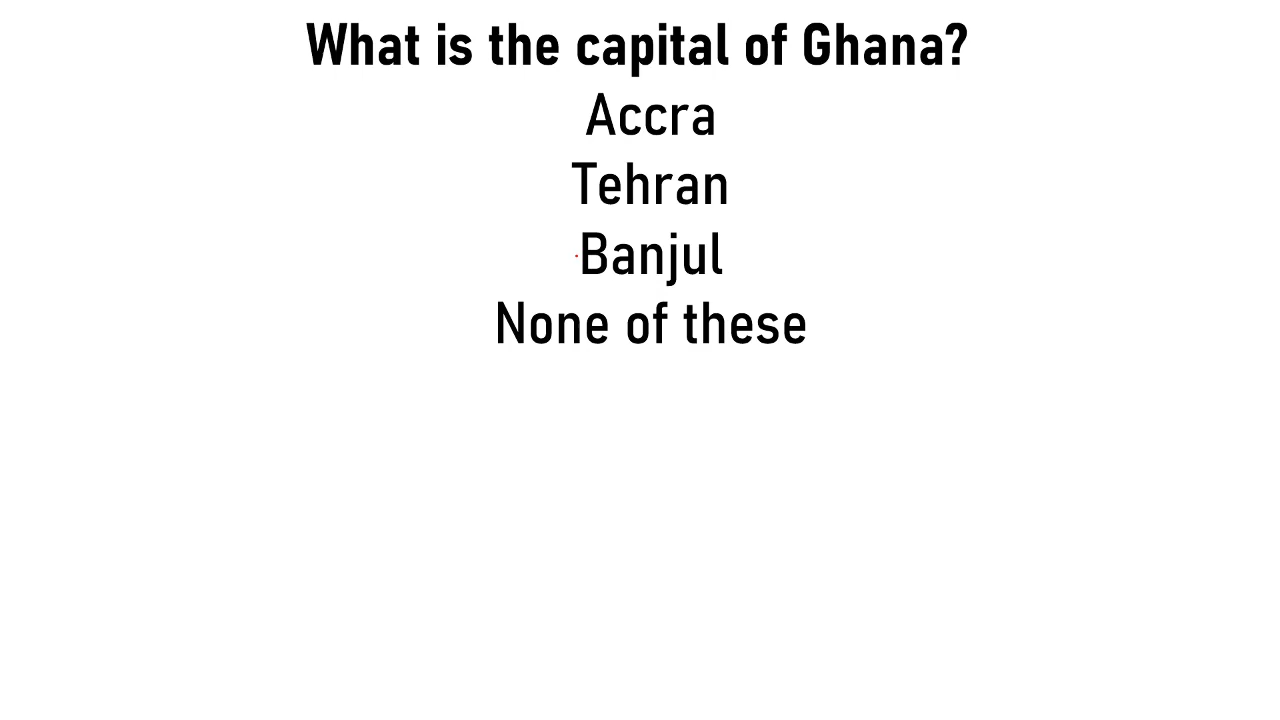 What is the capital of Ghana?
Accra
Tehran
Banjul
None of these